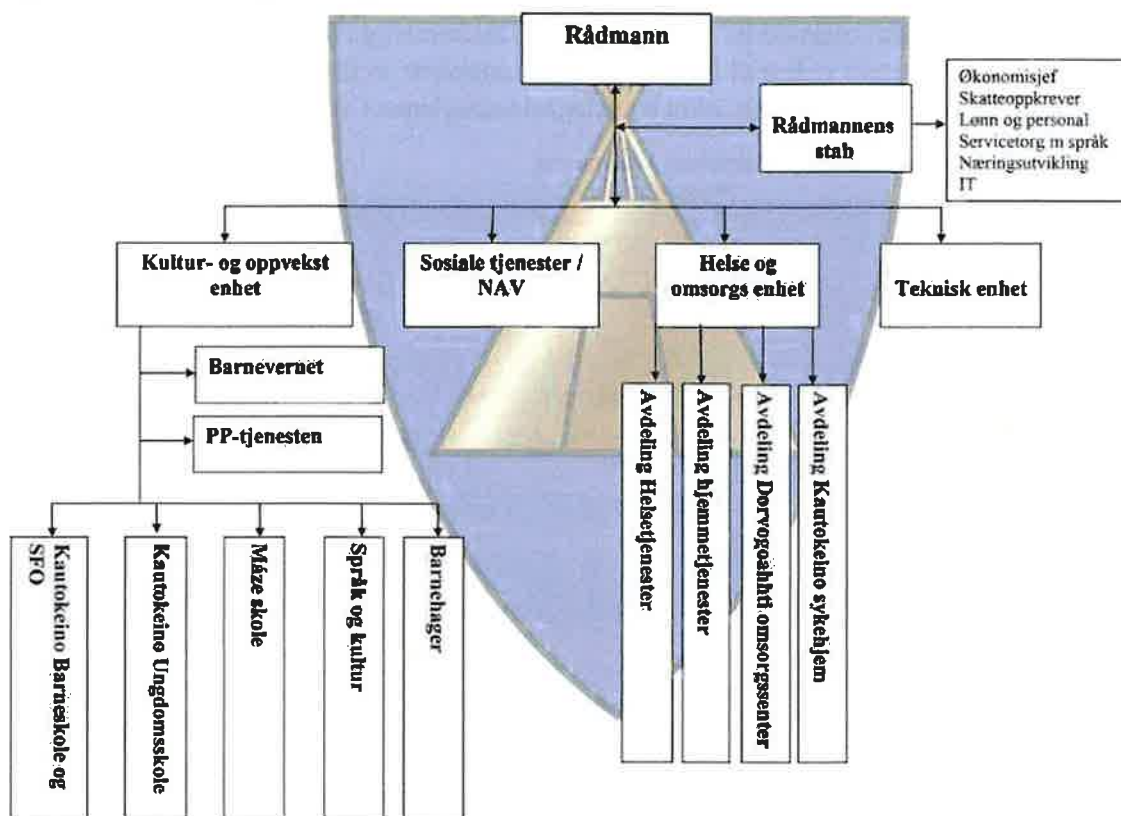 Rådmann
Rådmannens
stab
Økonomisjef
Skatteoppkrever
Lønn og personal
Servicetorg m språk
Næringsutvikling
IT
Kultur- og oppvekst
enhet
Sosiale tjenester /
NAV
Helse og
omsorgs enhet
Teknisk enhet
Barnevernet
PP-tjenesten
Kautokeino Barneskole og
SFO
Kautokeino Ungdomsskole
Máze skole
Språk og kultur
Barnehager
Avdeling Helsetjenester
Avdeling hjemmetjenester
Avdeling Dorvogoahti omsorgssenter
Avdeling Kautokeino sykehjem